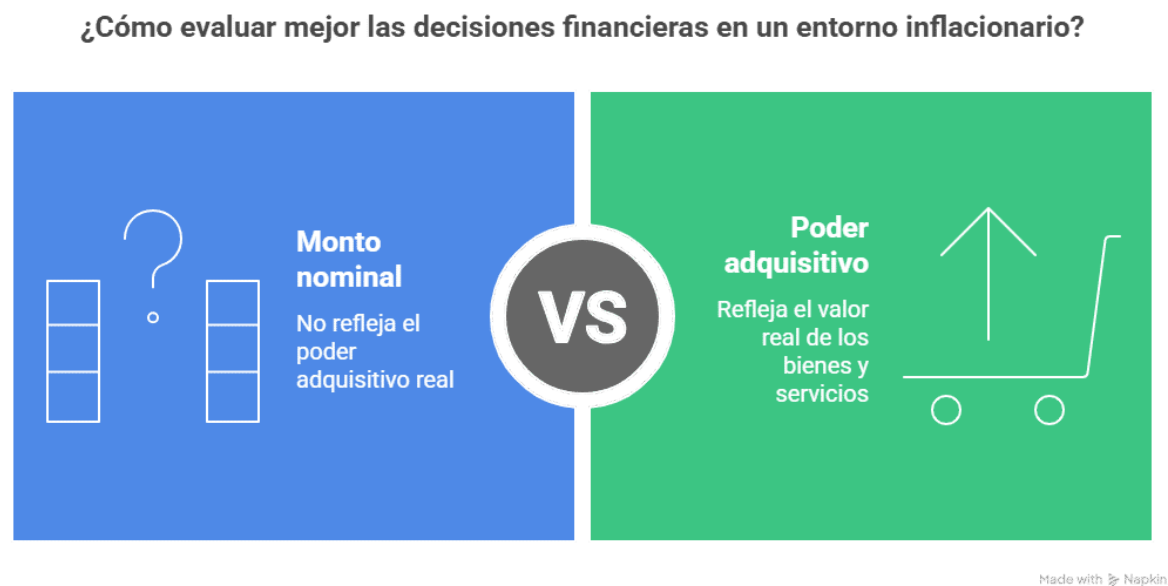 ¿Cómo evaluar mejor las decisiones financieras en un entorno inflacionario?
Monto
nominal
No refleja el
poder
adquisitivo real
VS
Poder
adquisitivo
Refleja el valor
real de los
bienes y
servicios
Made with Napkin